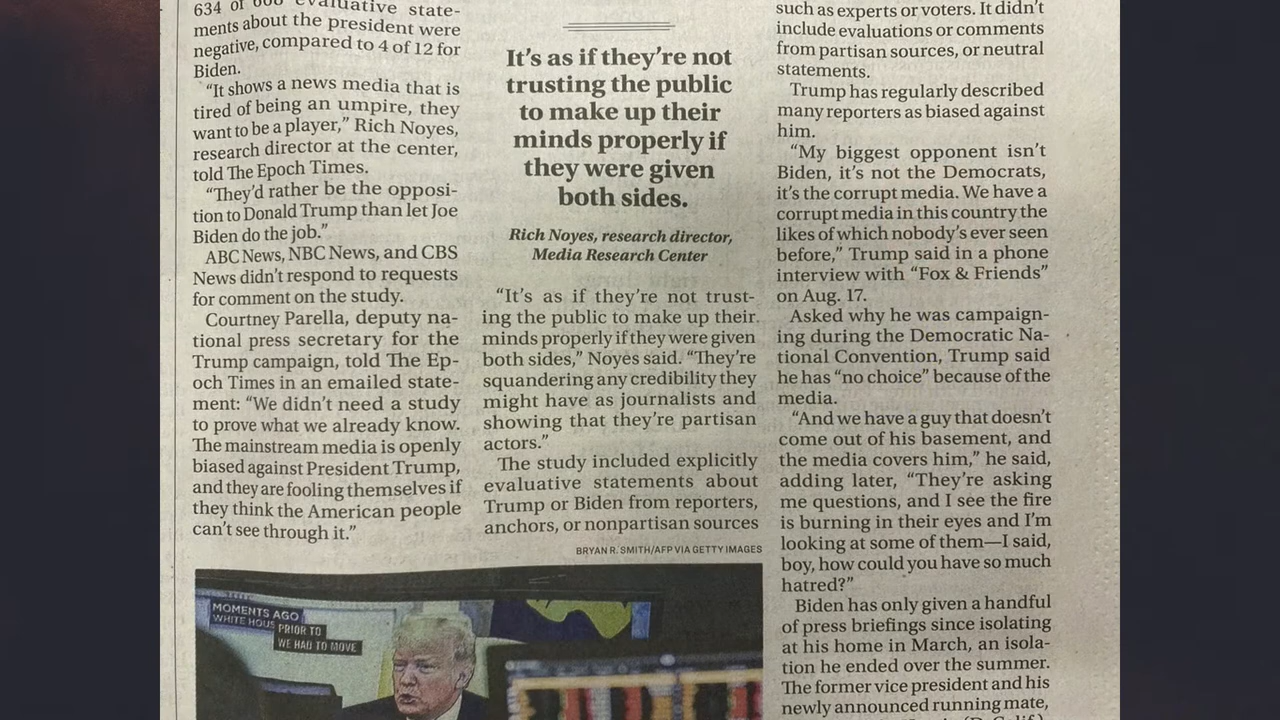 634 of 668 evaluative state-
ments about the president were
negative, compared to 4 of 12 for
Biden.
“It shows a news media that is
tired of being an umpire, they
want to be a player,” Rich Noyes,
research director at the center,
told The Epoch Times.
“They’d rather be the opposi-
tion to Donald Trump than let Joe
Biden do the job.”
ABC News, NBC News, and CBS
News didn’t respond to requests
for comment on the study.
Courtney Parella, deputy na-
tional press secretary for the
Trump campaign, told The Ep-
och Times in an emailed state-
ment: “We didn’t need a study
to prove what we already know.
The mainstream media is openly
biased against President Trump,
and they are fooling themselves if
they think the American people
can’t see through it.”
It’s as if they’re not
trusting the public
to make up their
minds properly if
they were given
both sides.
Rich Noyes, research director,
Media Research Center
“It’s as if they’re not trust-
ing the public to make up their
minds properly if they were given
both sides,” Noyes said. “They’re
squandering any credibility they
might have as journalists and
showing that they’re partisan
actors.”
The study included explicitly
evaluative statements about
Trump or Biden from reporters,
anchors, or nonpartisan sources
such as experts or voters. It didn’t
include evaluations or comments
from partisan sources, or neutral
statements.
Trump has regularly described
many reporters as biased against
him.
“My biggest opponent isn’t
Biden, it’s not the Democrats,
it’s the corrupt media. We have a
corrupt media in this country the
likes of which nobody’s ever seen
before,” Trump said in a phone
interview with “Fox & Friends”
on Aug. 17.
Asked why he was campaign-
ing during the Democratic Na-
tional Convention, Trump said
he has “no choice” because of the
media.
“And we have a guy that doesn’t
come out of his basement, and
the media covers him,” he said,
adding later, “They’re asking
me questions, and I see the fire
is burning in their eyes and I’m
looking at some of them—I said,
boy, how could you have so much
hatred?”
Biden has only given a handful
of press briefings since isolating
at his home in March, an isola-
tion he ended over the summer.
The former vice president and his
newly announced running mate,
BRYAN R. SMITH/AFP VIA GETTY IMAGES
MOMENTS AGO
WHITE HOUS
PRIOR TO
WE HAD TO MOVE